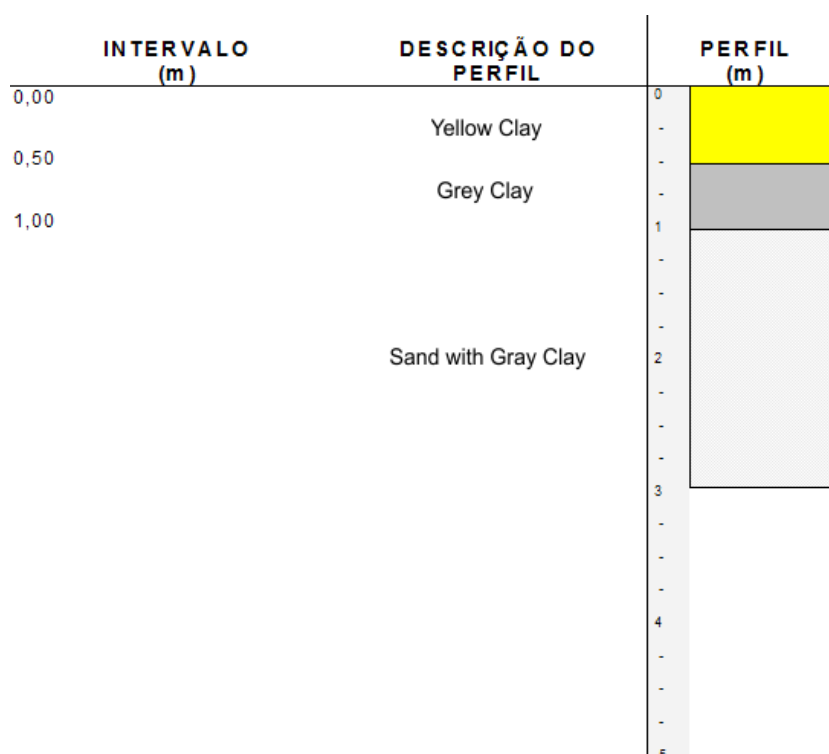 INTERVALO
(m)
DESCRIÇÃO DO
PERFIL
PERFIL
(m)
0,00
Yellow Clay
0,50
Grey Clay
1,00
Sand with Gray Clay
0
-
-
-
1
-
-
-
2
-
-
-
3
-
-
-
4
-
-
-
5